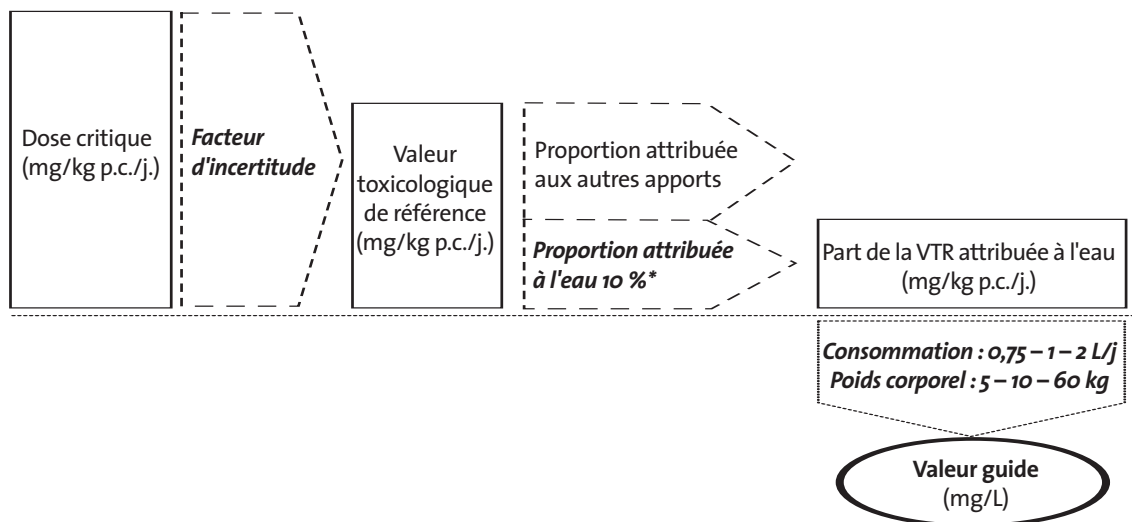 Dose critique
(mg/kg p.c./j.)
Facteur
d'incertitude
Valeur
toxicologique
de référence
(mg/kg p.c./j.)
Proportion attribuée
aux autres apports
Proportion attribuée
à l'eau 10 %*
Part de la VTR attribuée à l'eau
(mg/kg p.c./j.)
Consommation : 0,75 – 1 – 2 L/j
Poids corporel : 5 – 10 – 60 kg
Valeur guide
(mg/L)